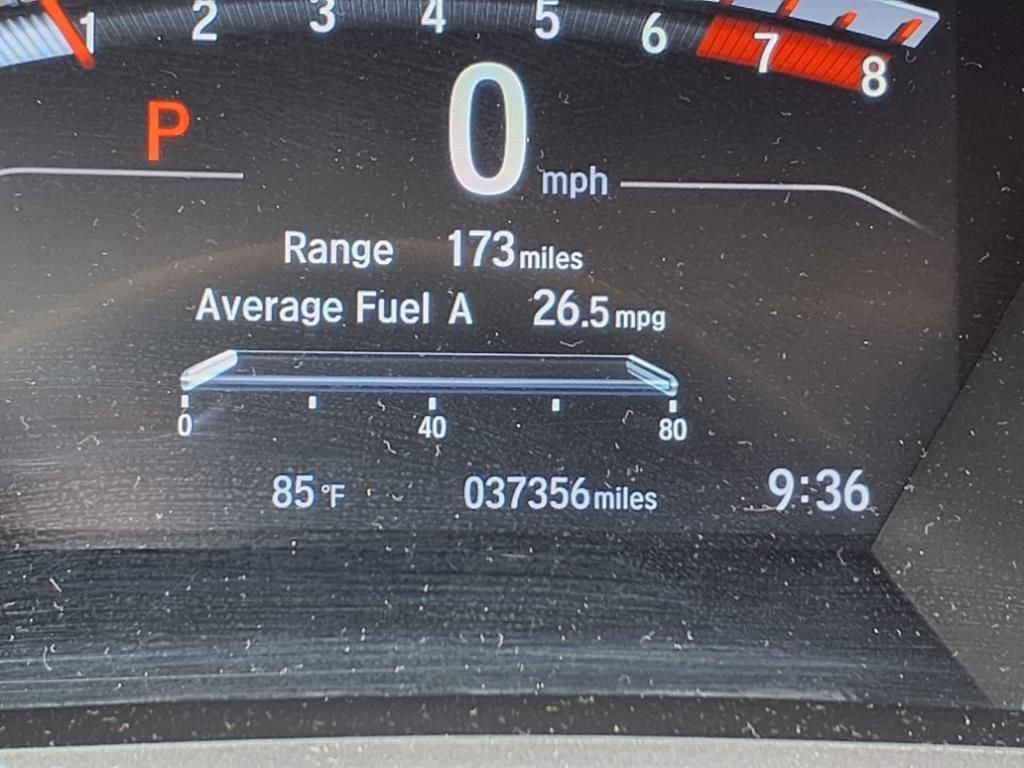 1 2 3 4 5 6 7 8
P
0 mph
Range 173 miles
Average Fuel A 26.5 mpg
0 40 80
85 °F 037356 miles 9:36